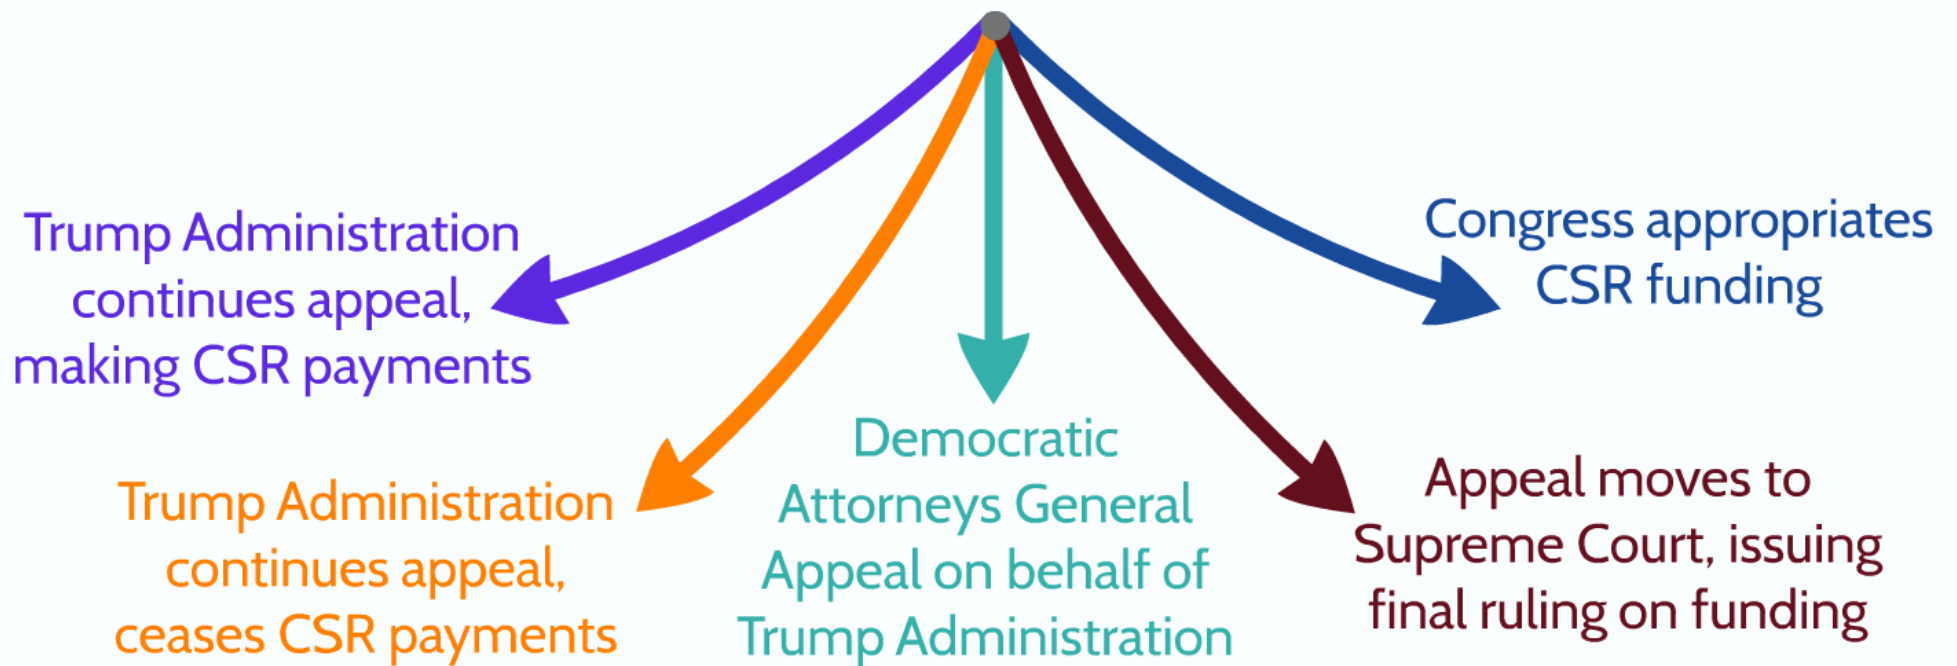 Trump Administration
continues appeal,
making CSR payments
Trump Administration
continues appeal,
ceases CSR payments
Democratic
Attorneys General
Appeal on behalf of
Trump Administration
Appeal moves to
Supreme Court, issuing
final ruling on funding
Congress appropriates
CSR funding